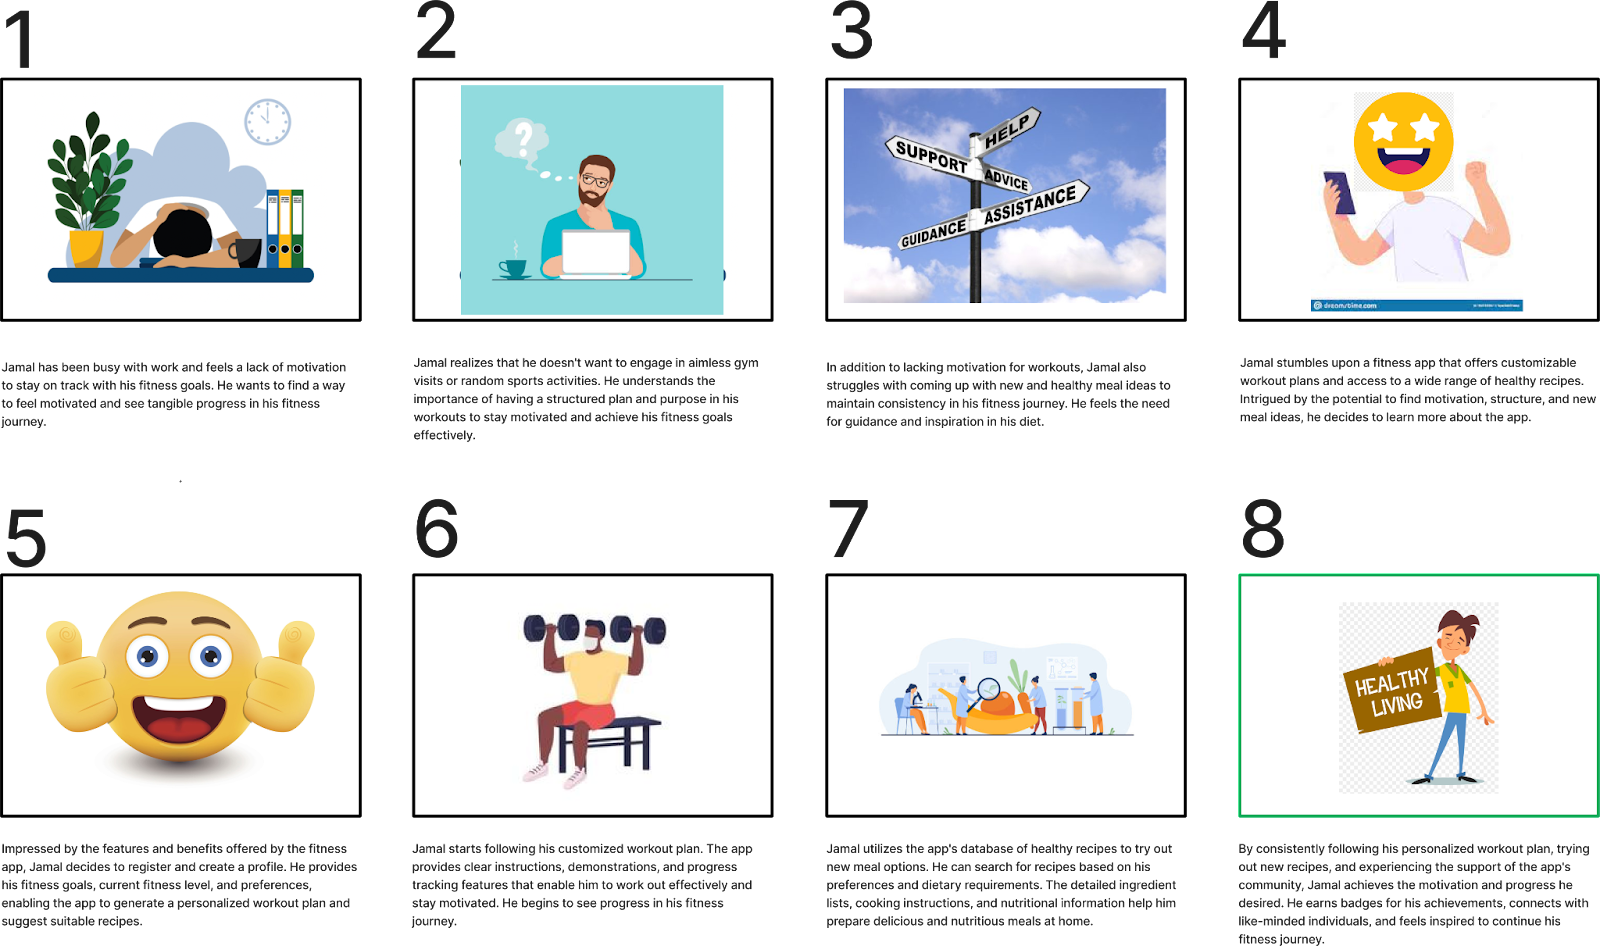 1
2
3
4
?
HELP
SUPPORT
ADVICE
ASSISTANCE
GUIDANCE
dreamstime.com
Jamal has been busy with work and feels a lack of motivation
to stay on track with his fitness goals. He wants to find a way
to feel motivated and see tangible progress in his fitness
journey.
Jamal realizes that he doesn't want to engage in aimless gym
visits or random sports activities. He understands the
importance of having a structured plan and purpose in his
workouts to stay motivated and achieve his fitness goals
effectively.
In addition to lacking motivation for workouts, Jamal also
struggles with coming up with new and healthy meal ideas to
maintain consistency in his fitness journey. He feels the need
for guidance and inspiration in his diet.
Jamal stumbles upon a fitness app that offers customizable
workout plans and access to a wide range of healthy recipes.
Intrigued by the potential to find motivation, structure, and new
meal ideas, he decides to learn more about the app.
.
5
6
7
8
HEALTHY
LIVING
Impressed by the features and benefits offered by the fitness
app, Jamal decides to register and create a profile. He provides
his fitness goals, current fitness level, and preferences,
enabling the app to generate a personalized workout plan and
suggest suitable recipes.
Jamal starts following his customized workout plan. The app
provides clear instructions, demonstrations, and progress
tracking features that enable him to work out effectively and
stay motivated. He begins to see progress in his fitness
journey.
Jamal utilizes the app's database of healthy recipes to try out
new meal options. He can search for recipes based on his
preferences and dietary requirements. The detailed ingredient
lists, cooking instructions, and nutritional information help him
prepare delicious and nutritious meals at home.
By consistently following his personalized workout plan, trying
out new recipes, and experiencing the support of the app's
community, Jamal achieves the motivation and progress he
desired. He earns badges for his achievements, connects with
like-minded individuals, and feels inspired to continue his
fitness journey.